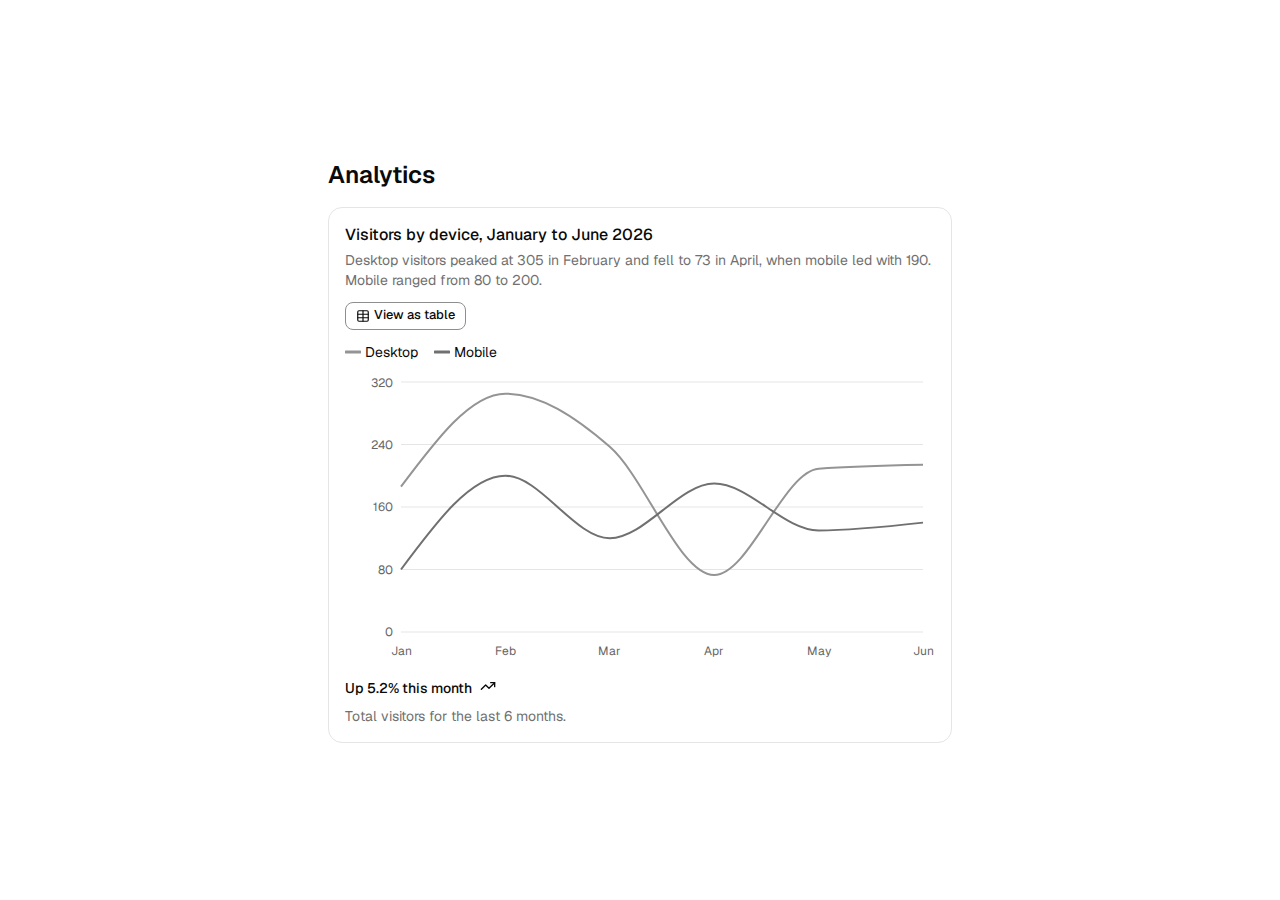 Analytics
Visitors by device, January to June 2026
Desktop visitors peaked at 305 in February and fell to 73 in April, when mobile led with 190.
Mobile ranged from 80 to 200.
View as table
Desktop Mobile
320
240
160
80
0
Jan Feb Mar Apr May Jun
Up 5.2% this month
Total visitors for the last 6 months.